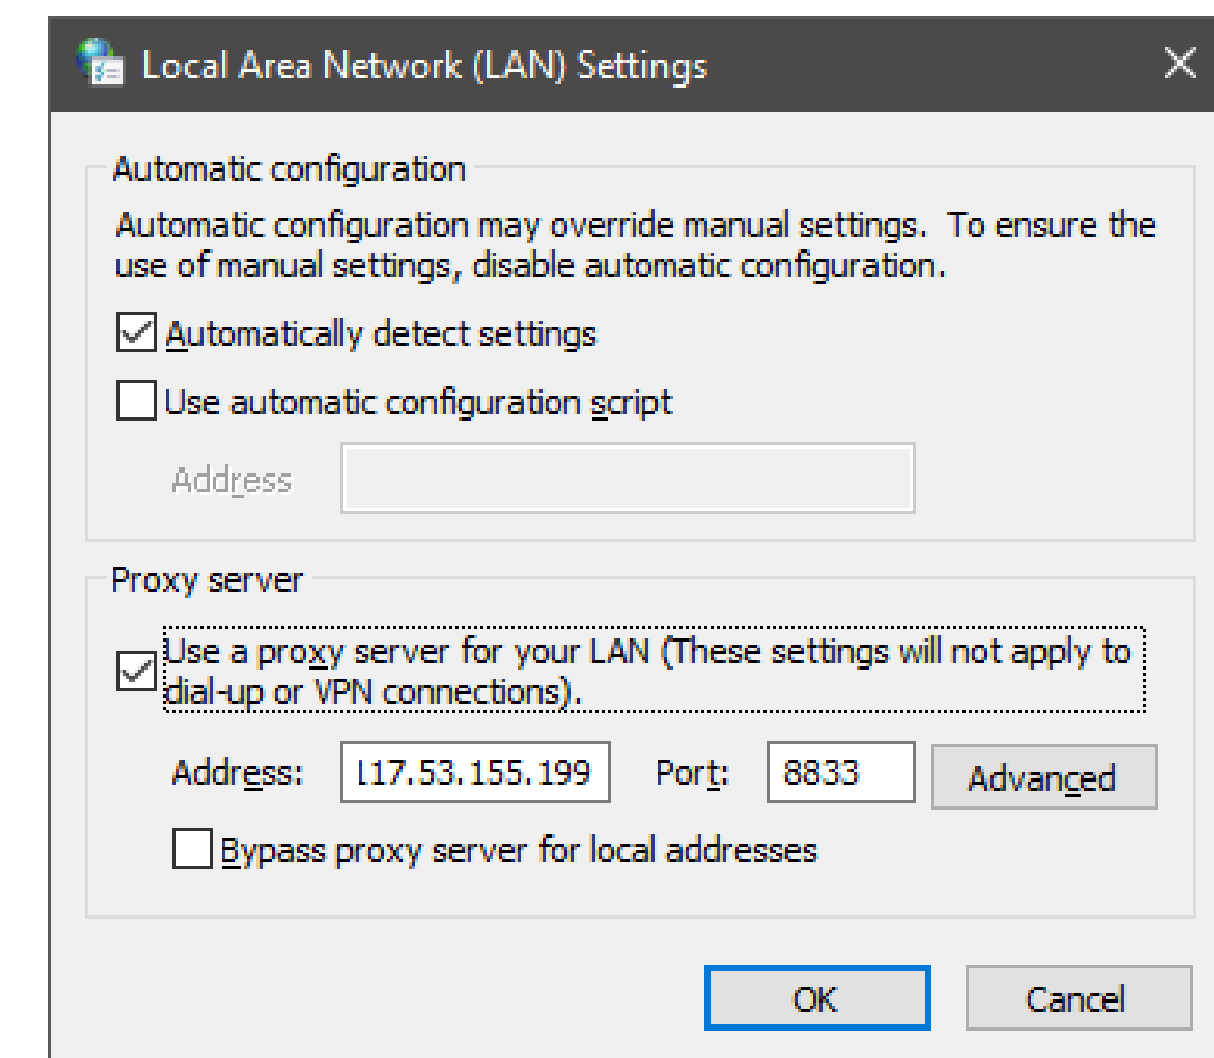 Local Area Network (LAN) Settings
Automatic configuration
Automatic configuration may override manual settings. To ensure the
use of manual settings, disable automatic configuration.
Automatically detect settings
Use automatic configuration script
Address
Proxy server
Use a proxy server for your LAN (These settings will not apply to
dial-up or VPN connections).
Address: 117.53.155.199 Port: 8833 Advanced
Bypass proxy server for local addresses
OK Cancel